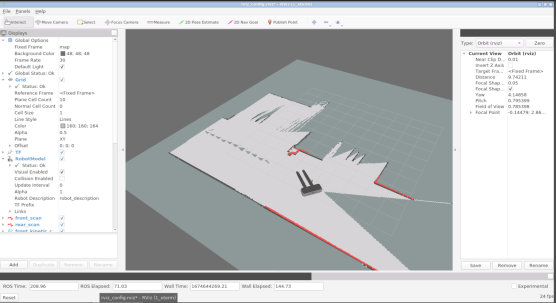 File Panels Help
Interact Move Camera Select Focus Camera Measure 2D Pose Estimate 2D Nav Goal Publish Point
Displays
Global Options
Fixed Frame map
Background Color 48; 48; 48
Frame Rate 30
Default Light
Global Status: Ok
Grid
Status: Ok
Reference Frame <Fixed Frame>
Plane Cell Count 10
Normal Cell Count 0
Cell Size 1
Line Style Lines
Color 160; 160; 164
Alpha 0.5
Plane XY
Offset 0; 0; 0
TF
RobotModel
Status: Ok
Visual Enabled
Collision Enabled
Update Interval 0
Alpha 1
Robot Description robot_description
TF Prefix
Links
front_scan
rear_scan
Add Duplicate Remove Rename
Type: Orbit (rviz) Zero
Current View Orbit (rviz)
Near Clip D... 0.01
Invert Z Axis
Target Fra... <Fixed Frame>
Distance 9.74211
Focal Shap... 0.05
Focal Shap...
Yaw 4.14858
Pitch 0.795398
Field of View 0.785398
Focal Point -0.14479; 2.86...
Save Remove Rename
ROS Time: 208.96 ROS Elapsed: 71.03 Wall Time: 1674644269.21 Wall Elapsed: 144.73 Experimental
Reset 24 fps